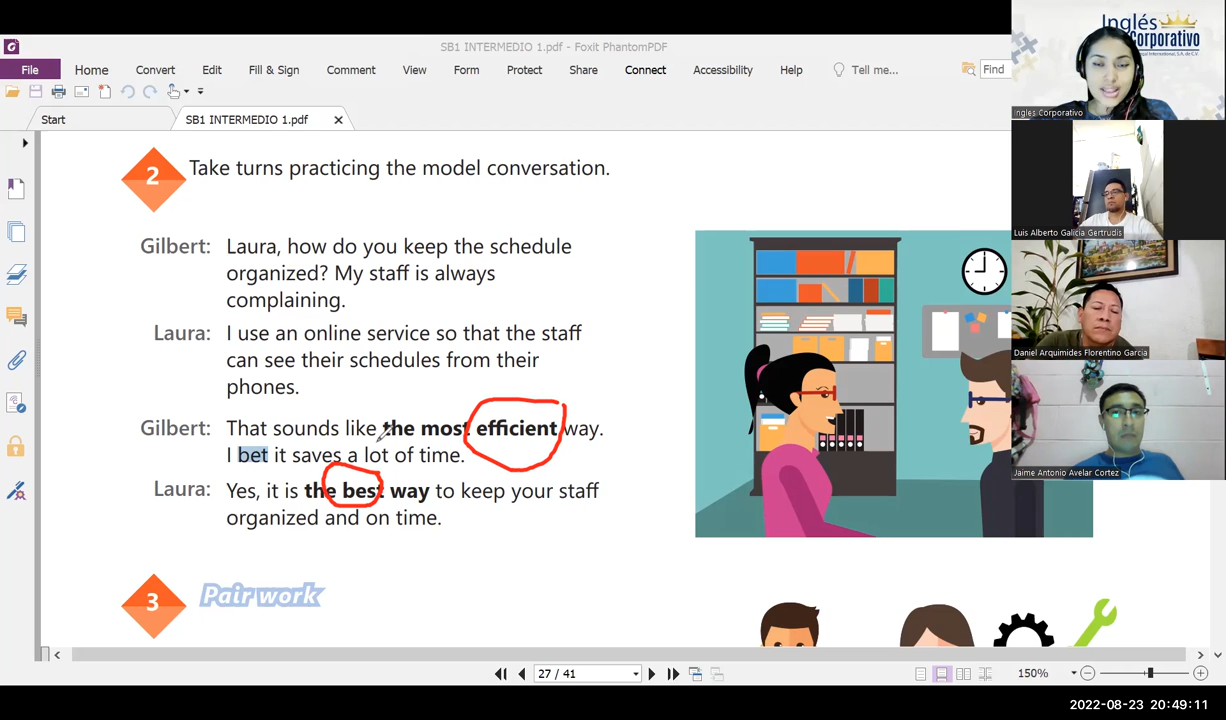 SB1 INTERMEDIO 1.pdf - Foxit PhantomPDF
File Home Convert Edit Fill & Sign Comment View Form Protect Share Connect Accessibility Help Tell me... Find
Start SB1 INTERMEDIO 1.pdf
2 Take turns practicing the model conversation.
Gilbert: Laura, how do you keep the schedule
organized? My staff is always
complaining.
Laura: I use an online service so that the staff
can see their schedules from their
phones.
Gilbert: That sounds like the most efficient way.
I bet it saves a lot of time.
Laura: Yes, it is the best way to keep your staff
organized and on time.
3 Pair work
27 / 41
150%
Inglés
Corporativo
Ingles Corporativo
Luis Alberto Galicia Gertrudis
Daniel Arquimides Florentino Garcia
Jaime Antonio Avelar Cortez
2022-08-23 20:49:11